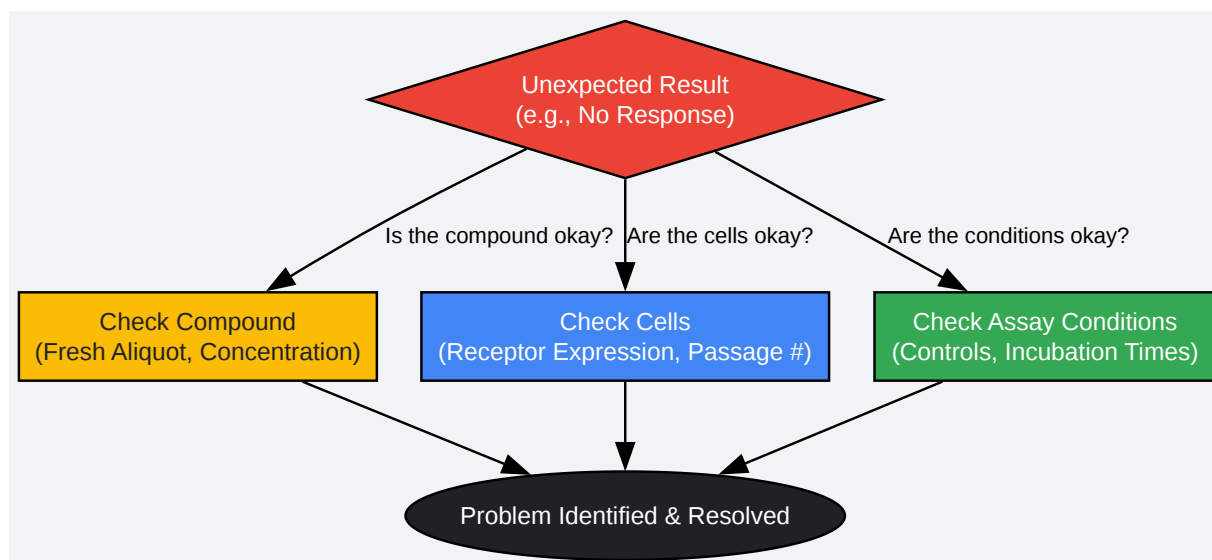 Unexpected Result
(e.g., No Response)
Is the compound okay?
Are the cells okay?
Are the conditions okay?
Check Compound
(Fresh Aliquot, Concentration)
Check Cells
(Receptor Expression, Passage #)
Check Assay Conditions
(Controls, Incubation Times)
Problem Identified & Resolved